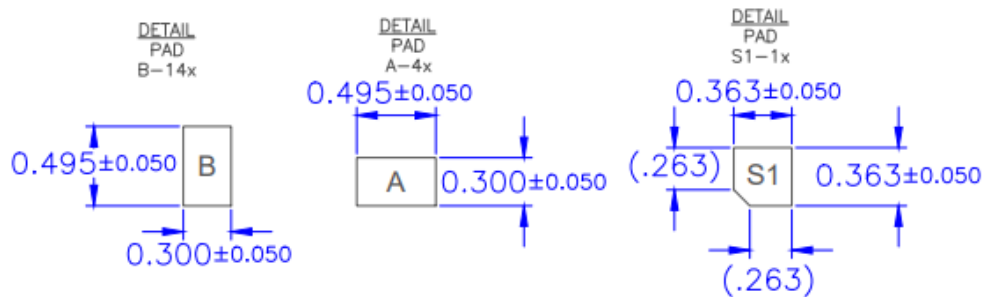 DETAIL
PAD
B-14x
0.495±0.050
B
0.300±0.050
DETAIL
PAD
A-4x
0.495±0.050
A
0.300±0.050
DETAIL
PAD
S1-1x
0.363±0.050
(.263)
S1
0.363±0.050
(.263)